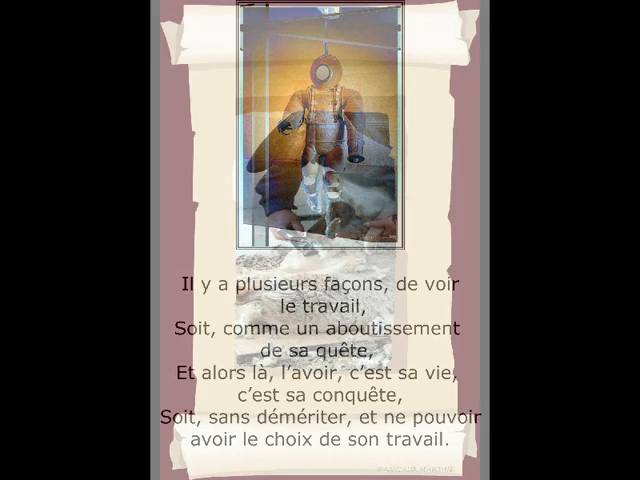 Il y a plusieurs façons, de voir
le travail,
Soit, comme un aboutissement
de sa quête,
Et alors là, l’avoir, c’est sa vie,
c’est sa conquête,
Soit, sans démériter, et ne pouvoir
avoir le choix de son travail.